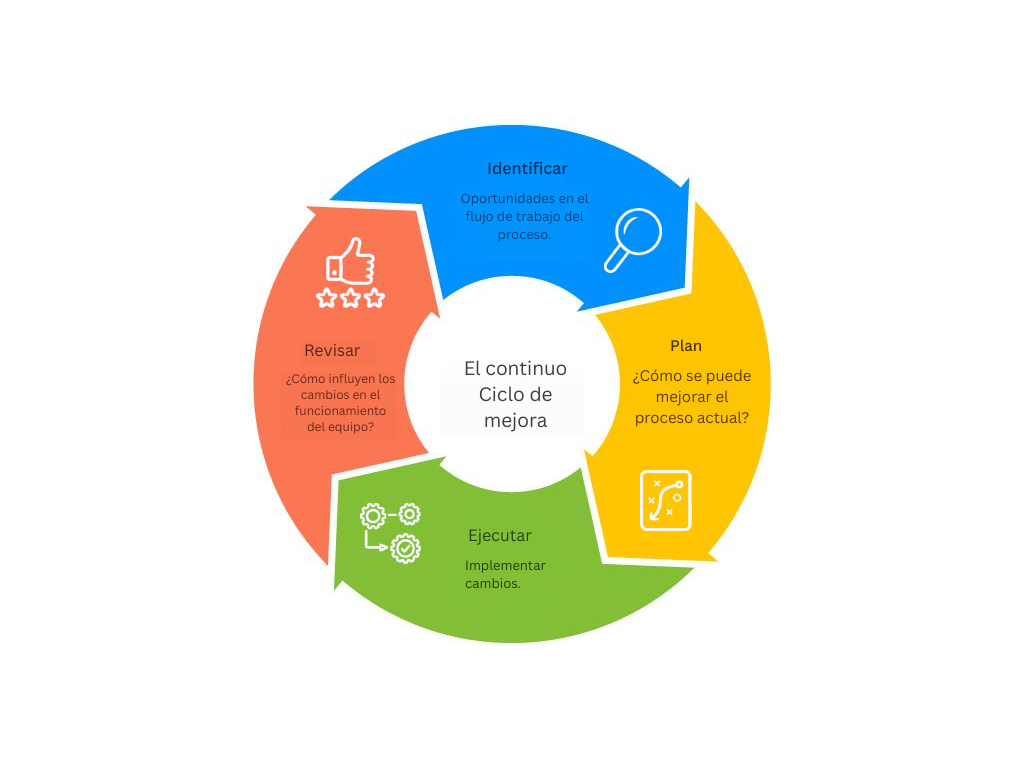 Identificar
Oportunidades en el
flujo de trabajo del
proceso.
Plan
¿Cómo se puede
mejorar el
proceso actual?
Ejecutar
Implementar
cambios.
Revisar
¿Cómo influyen los
cambios en el
funcionamiento
del equipo?
El continuo
Ciclo de
mejora